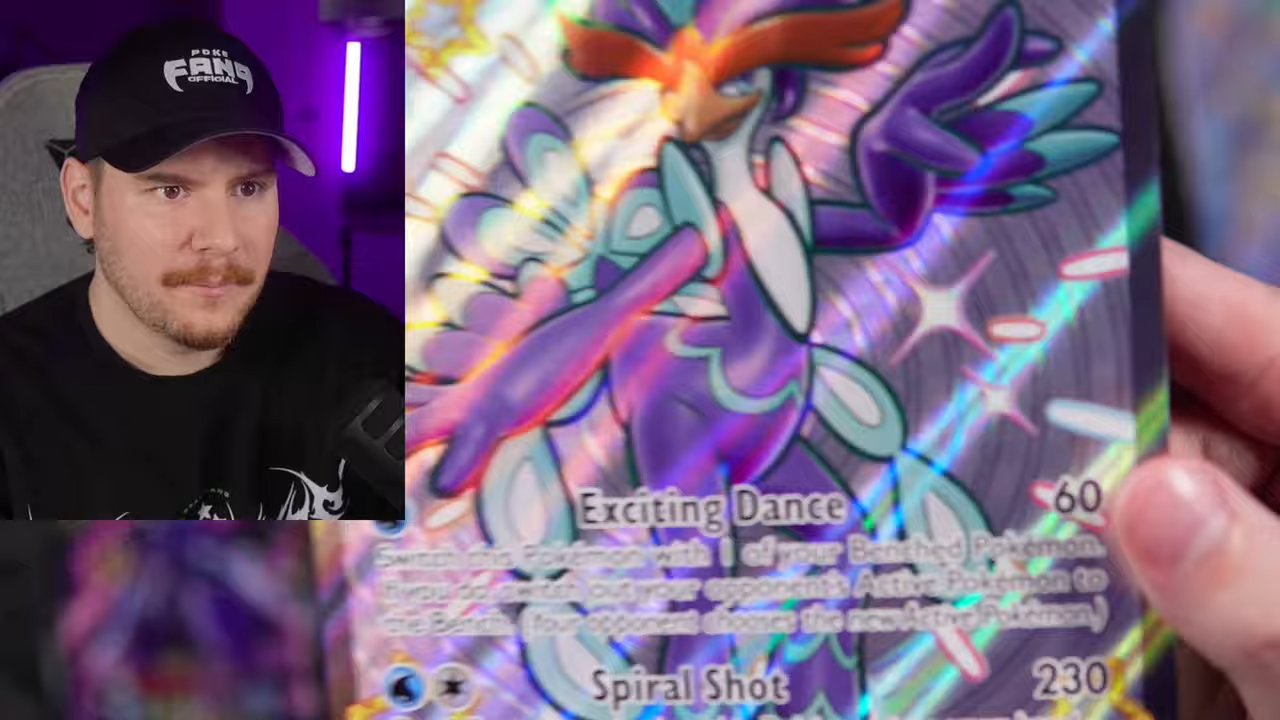 POKE
FANG
OFFICIAL
Exciting Dance 60
Switch this Pokémon with 1 of your Benched Pokémon.
If you do, switch out your opponent's Active Pokémon to
the Bench. (Your opponent chooses the new Active Pokémon.)
Spiral Shot 230